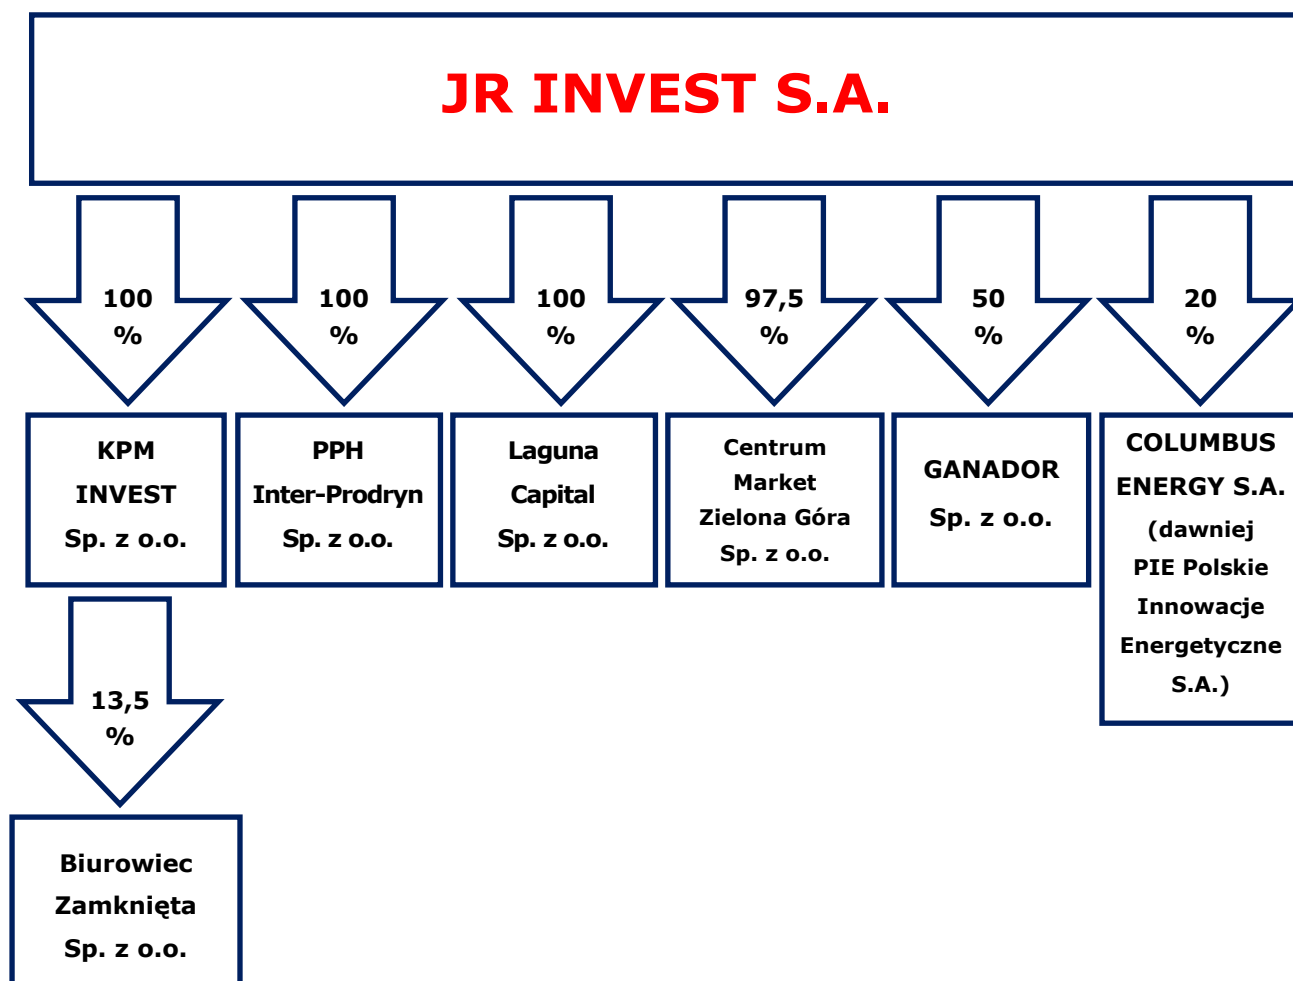 JR INVEST S.A.
100
%
100
%
100
%
97,5
%
50
%
20
%
KPM
INVEST
Sp. z o.o.
PPH
Inter-Prodryn
Sp. z o.o.
Laguna
Capital
Sp. z o.o.
Centrum
Market
Zielona Góra
Sp. z o.o.
GANADOR
Sp. z o.o.
COLUMBUS
ENERGY S.A.
(dawniej
PIE Polskie
Innowacje
Energetyczne
S.A.)
13,5
%
Biurowiec
Zamknięta
Sp. z o.o.